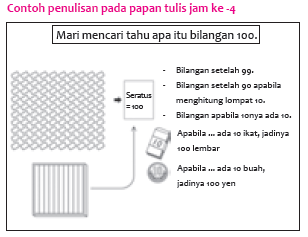 Contoh penulisan pada papan tulis jam ke -4
Mari mencari tahu apa itu bilangan 100.
Seratus
= 100
- Bilangan setelah 99.
- Bilangan setelah 90 apabila
menghitung lompat 10.
- Bilangan apabila 10nya ada 10.
Apabila ... ada 10 ikat, jadinya
100 lembar
10
Apabila ... ada 10 buah,
jadinya 100 yen